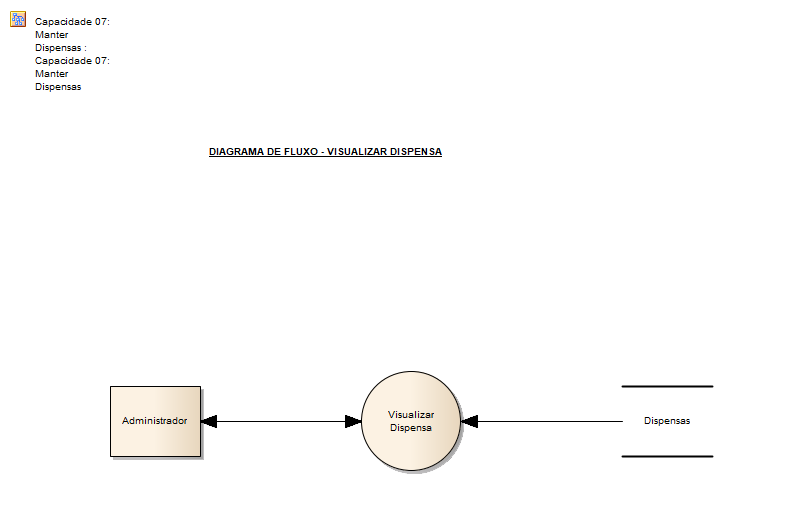 Capacidade 07:
Manter
Dispensas :
Capacidade 07:
Manter
Dispensas
DIAGRAMA DE FLUXO - VISUALIZAR DISPENSA
Administrador
Visualizar
Dispensa
Dispensas